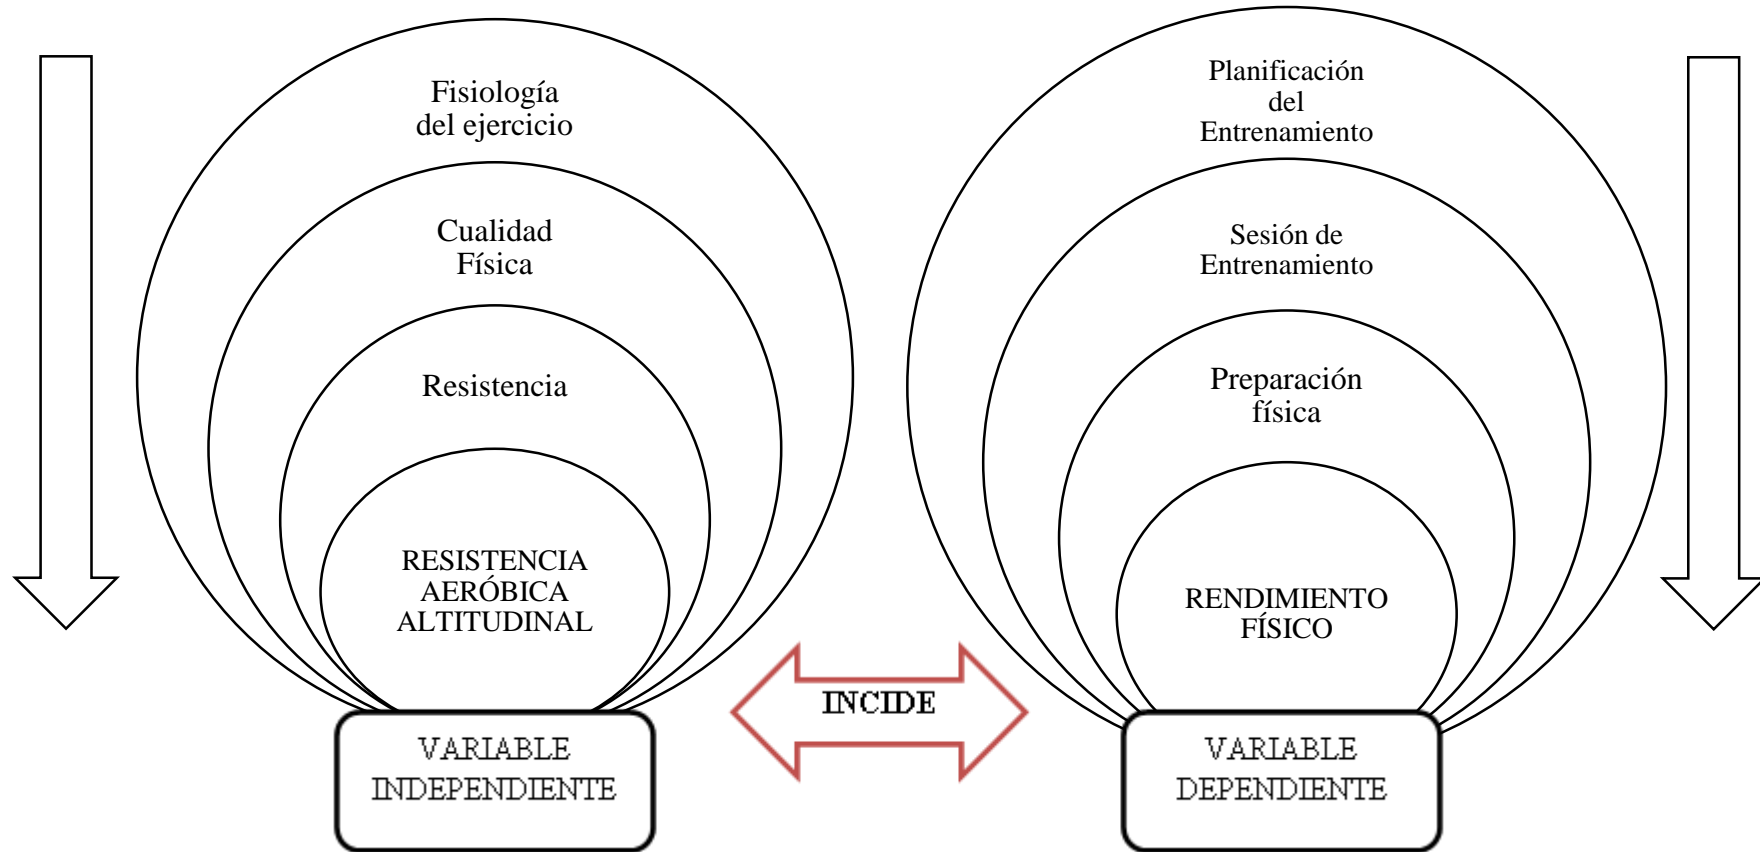 Fisiología
del ejercicio
Cualidad
Física
Resistencia
RESISTENCIA
AERÓBICA
ALTITUDINAL
VARIABLE
INDEPENDIENTE
INCIDE
Planificación
del
Entrenamiento
Sesión de
Entrenamiento
Preparación
física
RENDIMIENTO
FÍSICO
VARIABLE
DEPENDIENTE